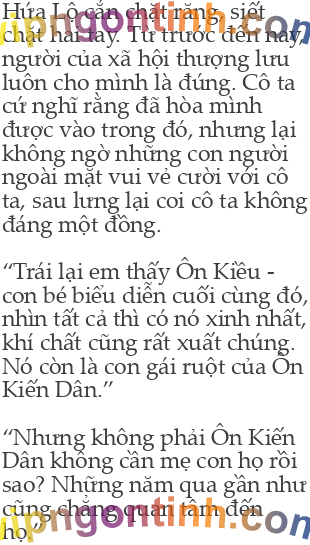 Hứa Lộ cắn chặt răng, siết
chặt hai tay. Từ trước đến nay,
người của xã hội thượng lưu
luôn cho mình là đúng. Cô ta
cứ nghĩ rằng đã hòa mình
được vào trong đó, nhưng lại
không ngờ những con người
ngoài mặt vui vẻ cười với cô
ta, sau lưng lại coi cô ta không
đáng một đồng.
“Trái lại em thấy Ôn Kiều -
con bé biểu diễn cuối cùng đó,
nhìn tất cả thì có nó xinh nhất,
khí chất cũng rất xuất chúng.
Nó còn là con gái ruột của Ôn
Kiến Dân.”
“Nhưng không phải Ôn Kiến
Dân không cần mẹ con họ rồi
sao? Những năm qua gần như
cũng chẳng quan tâm đến
họ.”
vipngontinh.com
vipngontinh.com